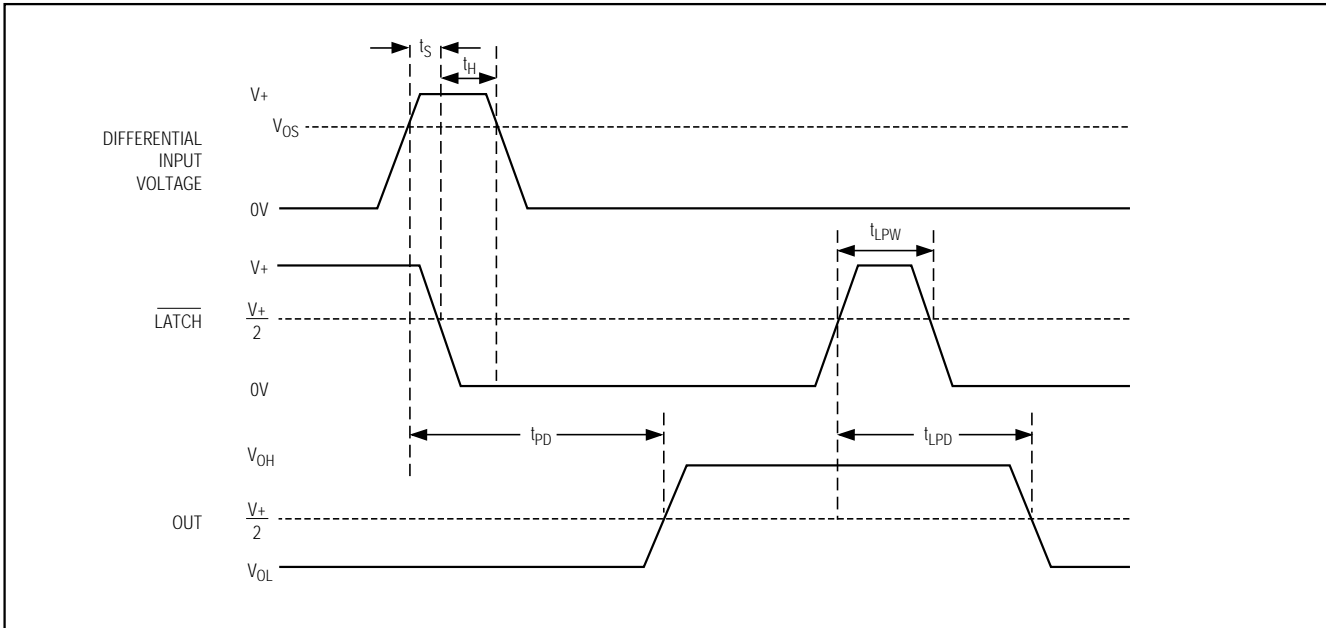 tS
tH
V+
VOS
DIFFERENTIAL
INPUT
VOLTAGE
0V
tLPW
V+
LATCH
V+
2
0V
tPD
tLPD
VOH
OUT
V+
2
VOL